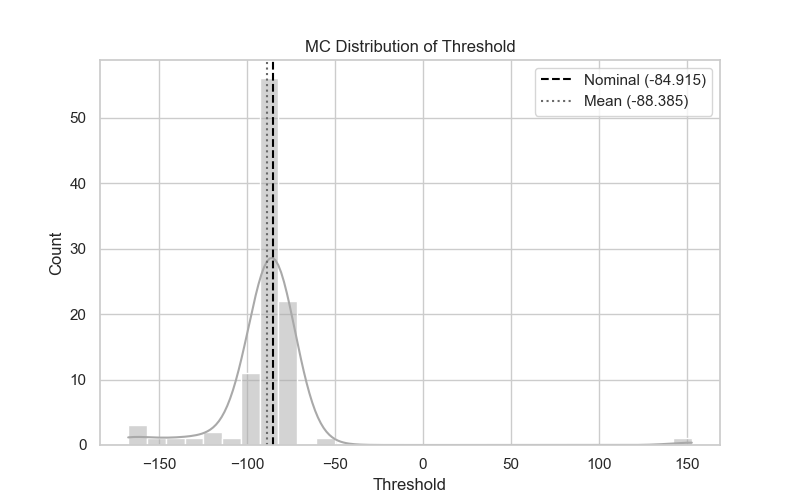 MC Distribution of Threshold
Nominal (-84.915)
Mean (-88.385)
50
40
30
20
10
0
Count
−150
−100
−50
0
50
100
150
Threshold